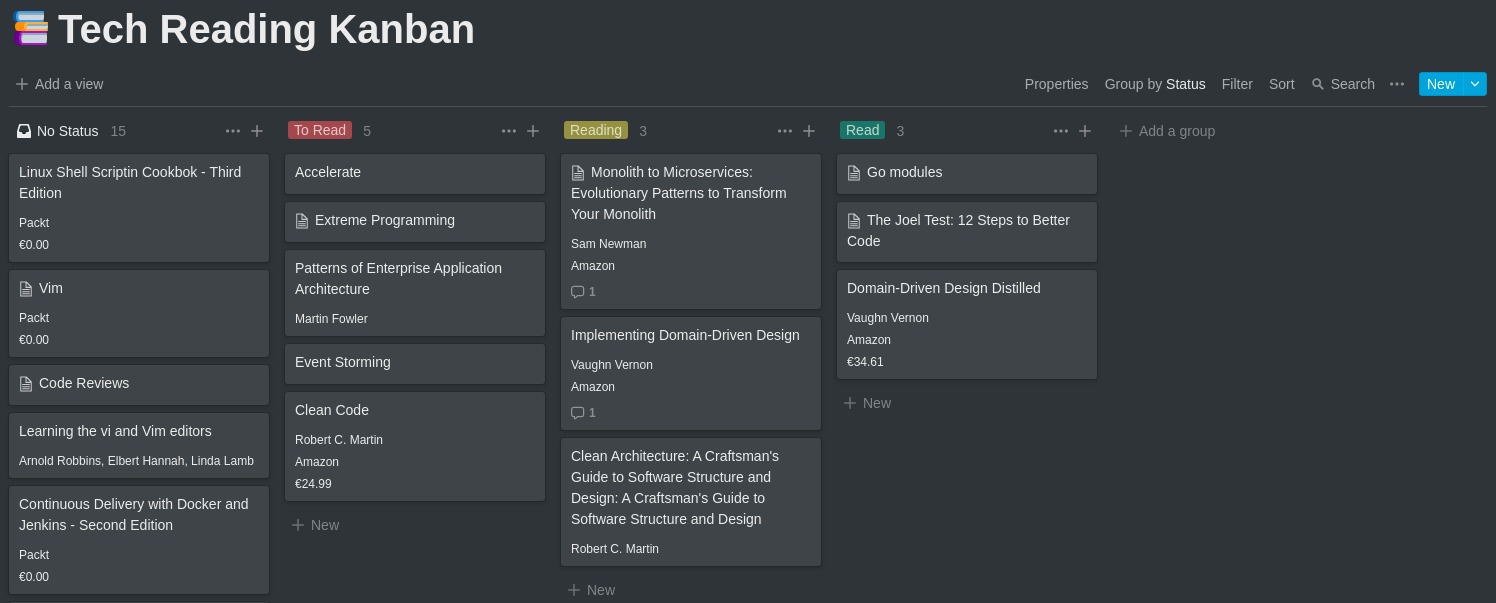 Tech Reading Kanban
Add a view
Properties Group by Status Filter Sort Search New
No Status 15
Linux Shell Scriptin Cookbok - Third
Edition
Packt
€0.00
Vim
Packt
€0.00
Code Reviews
Learning the vi and Vim editors
Arnold Robbins, Elbert Hannah, Linda Lamb
Continuous Delivery with Docker and
Jenkins - Second Edition
Packt
€0.00
To Read 5
Accelerate
Extreme Programming
Patterns of Enterprise Application
Architecture
Martin Fowler
Event Storming
Clean Code
Robert C. Martin
Amazon
€24.99
New
Reading 3
Monolith to Microservices:
Evolutionary Patterns to Transform
Your Monolith
Sam Newman
Amazon
1
Implementing Domain-Driven Design
Vaughn Vernon
Amazon
1
Clean Architecture: A Craftsman's
Guide to Software Structure and
Design: A Craftsman's Guide to
Software Structure and Design
Robert C. Martin
New
Read 3
Go modules
The Joel Test: 12 Steps to Better
Code
Domain-Driven Design Distilled
Vaughn Vernon
Amazon
€34.61
New
Add a group